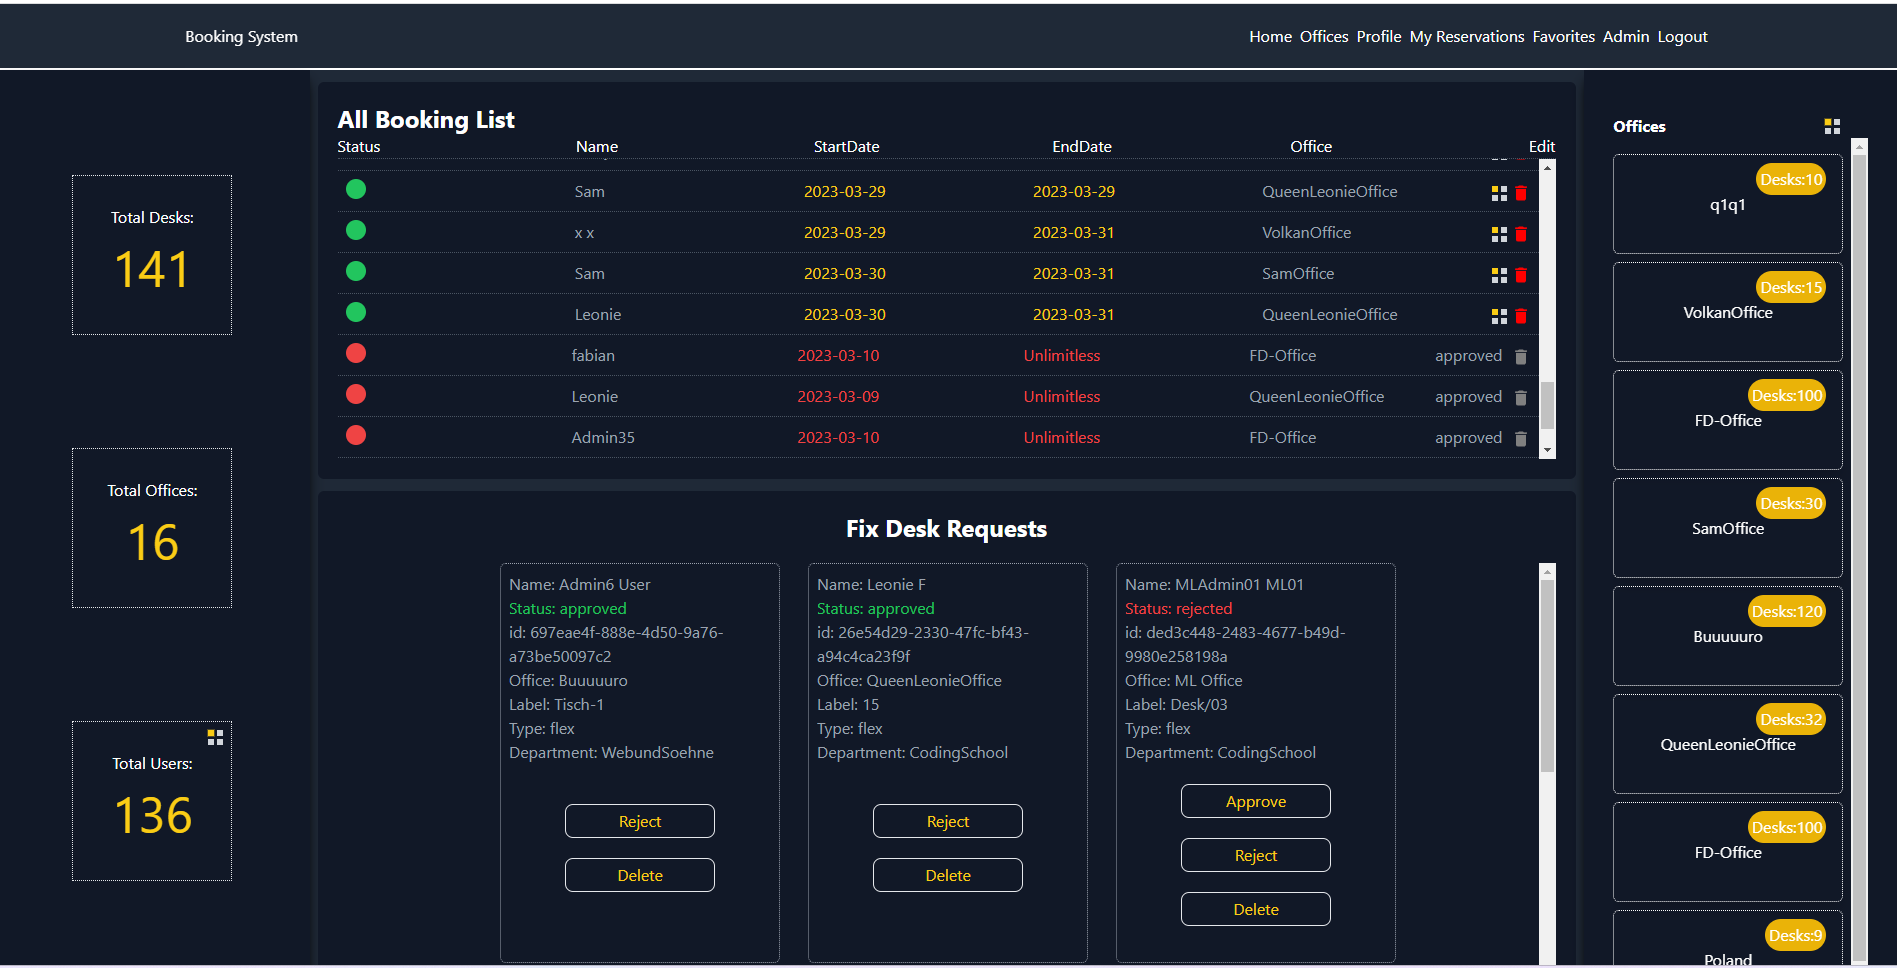 Booking System
Home Offices Profile My Reservations Favorites Admin Logout
Total Desks:
141
Total Offices:
16
Total Users:
136
All Booking List
Status Name StartDate EndDate Office Edit
Sam 2023-03-29 2023-03-29 QueenLeonieOffice
x x 2023-03-29 2023-03-31 VolkanOffice
Sam 2023-03-30 2023-03-31 SamOffice
Leonie 2023-03-30 2023-03-31 QueenLeonieOffice
fabian 2023-03-10 Unlimitless FD-Office approved
Leonie 2023-03-09 Unlimitless QueenLeonieOffice approved
Admin35 2023-03-10 Unlimitless FD-Office approved
Fix Desk Requests
Name: Admin6 User
Status: approved
id: 697eae4f-888e-4d50-9a76-
a73be50097c2
Office: Buuuuuro
Label: Tisch-1
Type: flex
Department: WebundSoehne
Reject
Delete
Name: Leonie F
Status: approved
id: 26e54d29-2330-47fc-bf43-
a94c4ca23f9f
Office: QueenLeonieOffice
Label: 15
Type: flex
Department: CodingSchool
Reject
Delete
Name: MLAdmin01 ML01
Status: rejected
id: ded3c448-2483-4677-b49d-
9980e258198a
Office: ML Office
Label: Desk/03
Type: flex
Department: CodingSchool
Approve
Reject
Delete
Offices
Desks:10
q1q1
Desks:15
VolkanOffice
Desks:100
FD-Office
Desks:30
SamOffice
Desks:120
Buuuuuro
Desks:32
QueenLeonieOffice
Desks:100
FD-Office
Desks:9
Poland